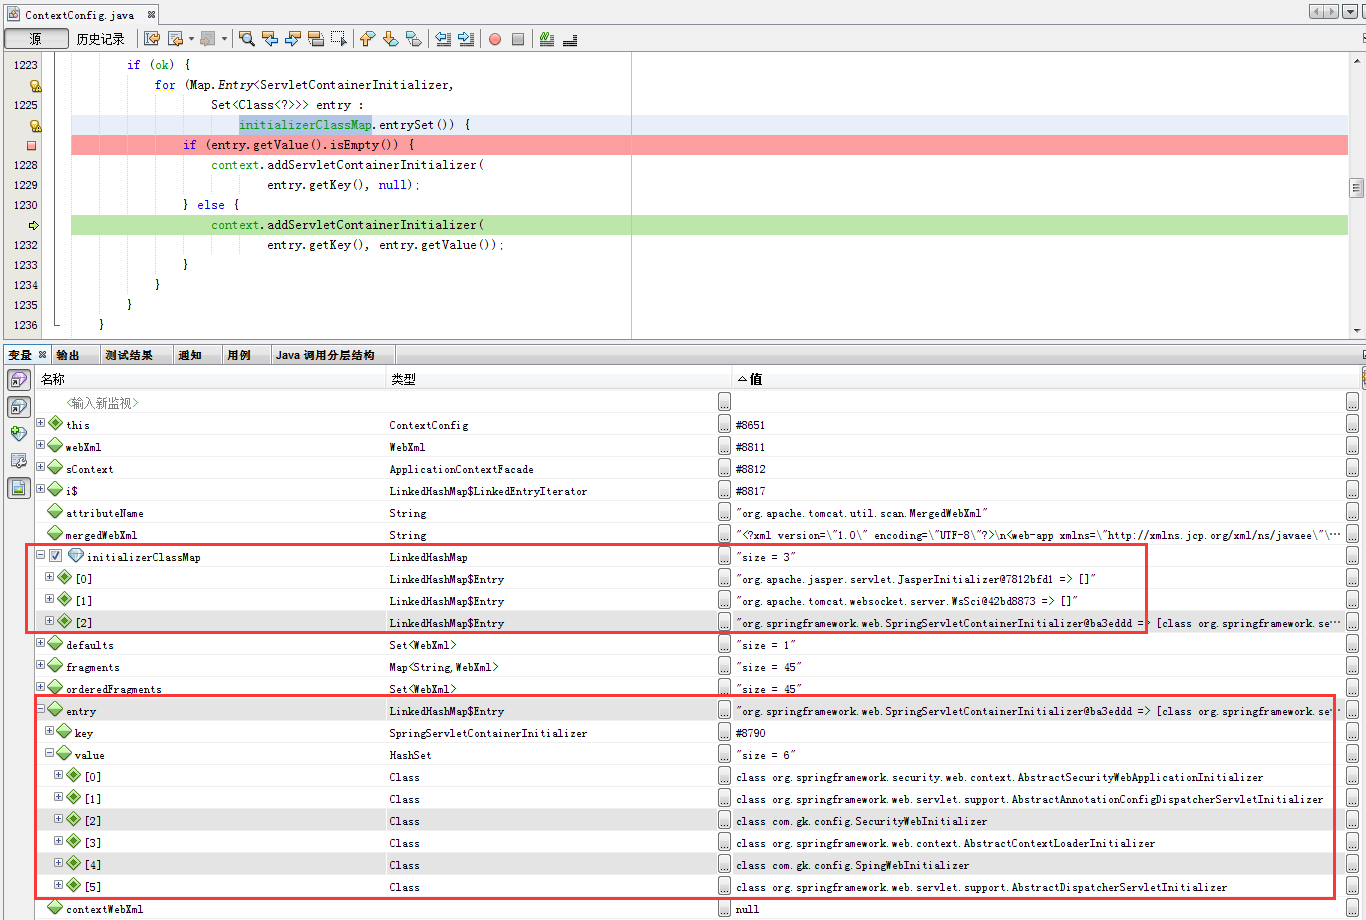 ContextConfig.java
源 历史记录
1223 if (ok) {
for (Map.Entry<ServletContainerInitializer,
1225 Set<Class<?>>> entry :
initializerClassMap.entrySet()) {
if (entry.getValue().isEmpty()) {
1228 context.addServletContainerInitializer(
1229 entry.getKey(), null);
1230 } else {
context.addServletContainerInitializer(
1232 entry.getKey(), entry.getValue());
1233 }
1234 }
1235 }
1236 }
变量 输出 测试结果 通知 用例 Java 调用分层结构
名称 类型 值
<输入新监视>
this ContextConfig #8651
webXml WebXml #8811
sContext ApplicationContextFacade #8812
i$ LinkedHashMap$LinkedEntryIterator #8817
attributeName String "org.apache.tomcat.util.scan.MergedWebXml"
mergedWebXml String "<?xml version=\"1.0\" encoding=\"UTF-8\"?>\n<web-app xmlns=\"http://xmlns.jcp.org/xml/ns/javaee\"\···
initializerClassMap LinkedHashMap "size = 3"
[0] LinkedHashMap$Entry "org.apache.jasper.servlet.JasperInitializer@7812bfd1 => []"
[1] LinkedHashMap$Entry "org.apache.tomcat.websocket.server.WsSci@42bd8873 => []"
[2] LinkedHashMap$Entry "org.springframework.web.SpringServletContainerInitializer@ba3eddd => [class org.springframework.se···
defaults Set<WebXml> "size = 1"
fragments Map<String,WebXml> "size = 45"
orderedFragments Set<WebXml> "size = 45"
entry LinkedHashMap$Entry "org.springframework.web.SpringServletContainerInitializer@ba3eddd => [class org.springframework.se···
key SpringServletContainerInitializer #8790
value HashSet "size = 6"
[0] Class class org.springframework.security.web.context.AbstractSecurityWebApplicationInitializer
[1] Class class org.springframework.web.servlet.support.AbstractAnnotationConfigDispatcherServletInitializer
[2] Class class com.gk.config.SecurityWebInitializer
[3] Class class org.springframework.web.context.AbstractContextLoaderInitializer
[4] Class class com.gk.config.SpingWebInitializer
[5] Class class org.springframework.web.servlet.support.AbstractDispatcherServletInitializer
contextWebXml null